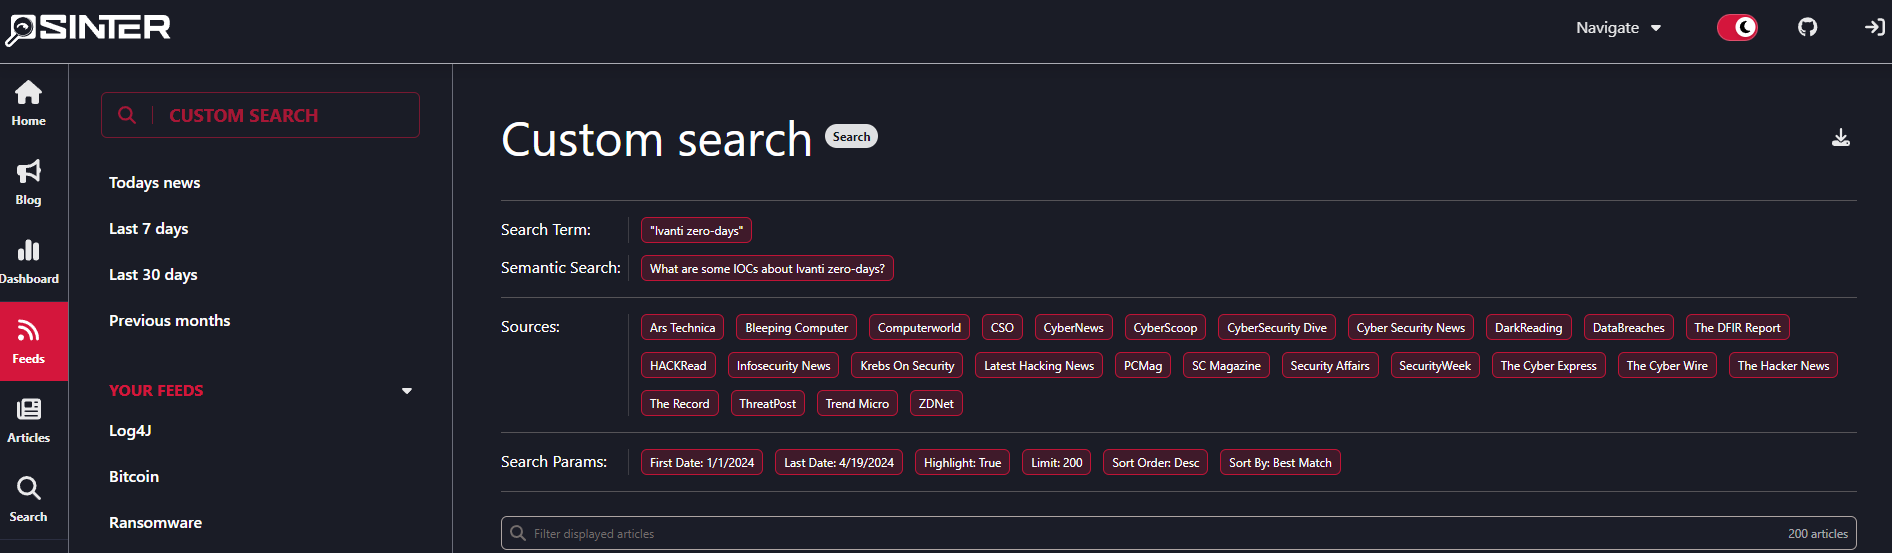 OSINTER
Navigate
Home
Blog
Dashboard
Feeds
Articles
Search
CUSTOM SEARCH
Todays news
Last 7 days
Last 30 days
Previous months
YOUR FEEDS
Log4J
Bitcoin
Ransomware
Custom search Search
Search Term: "Ivanti zero-days"
Semantic Search: What are some IOCs about Ivanti zero-days?
Sources: Ars Technica Bleeping Computer Computerworld CSO CyberNews CyberScoop CyberSecurity Dive Cyber Security News DarkReading DataBreaches The DFIR Report
HACKRead Infosecurity News Krebs On Security Latest Hacking News PCMag SC Magazine Security Affairs SecurityWeek The Cyber Express The Cyber Wire The Hacker News
The Record ThreatPost Trend Micro ZDNet
Search Params: First Date: 1/1/2024 Last Date: 4/19/2024 Highlight: True Limit: 200 Sort Order: Desc Sort By: Best Match
Filter displayed articles 200 articles